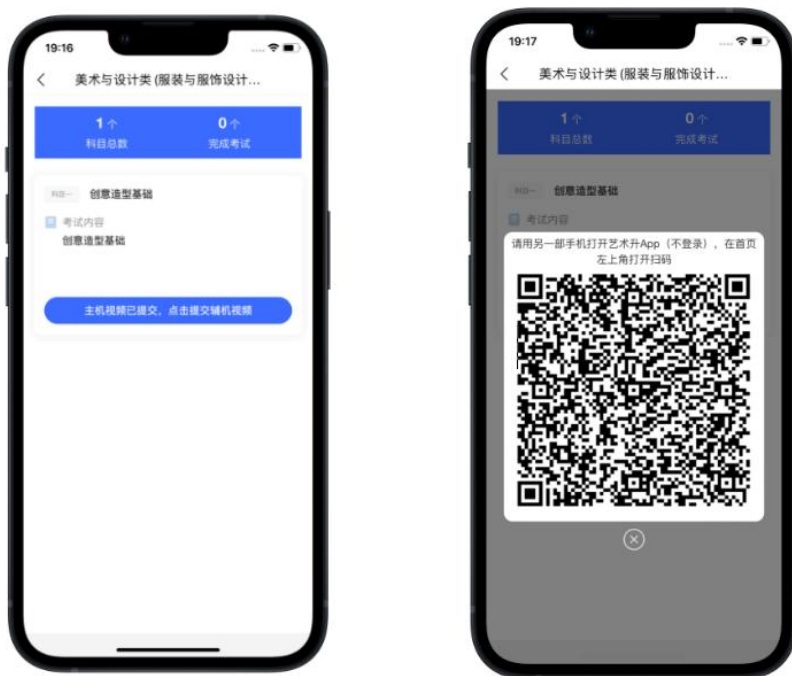 19:16
美术与设计类 (服装与服饰设计...
1个
0个
科目总数
完成考试
科目一
创意造型基础
考试内容
创意造型基础
主机视频已提交，点击提交辅机视频
19:17
美术与设计类 (服装与服饰设计...
1个
0个
科目总数
完成考试
科目一
创意造型基础
考试内容
请用另一部手机打开艺术升App（不登录），在首页
左上角打开扫码